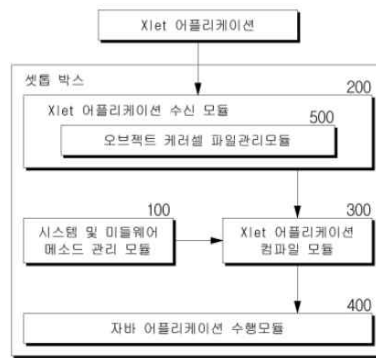 Xlet 어플리케이션
셋톱 박스
200
Xlet 어플리케이션 수신 모듈
500
오브젝트 케러셀 파일관리모듈
100
시스템 및 미들웨어
메소드 관리 모듈
300
Xlet 어플리케이션
컴파일 모듈
400
자바 어플리케이션 수행모듈